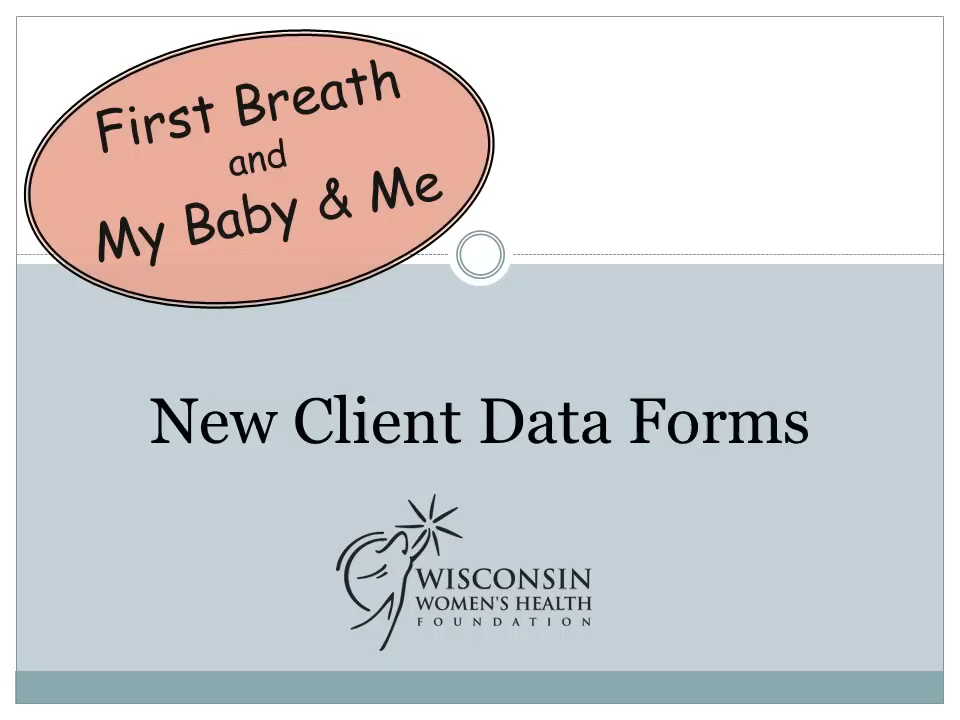 First Breath
and
My Baby & Me
New Client Data Forms
WISCONSIN
WOMEN'S HEALTH
FOUNDATION